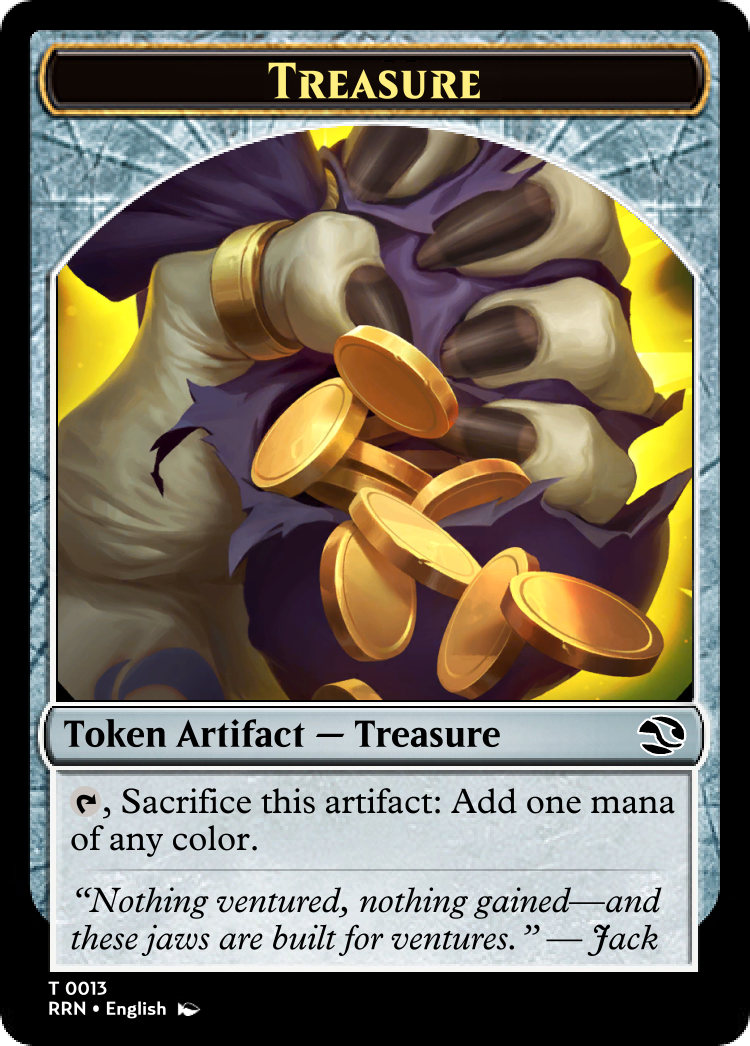 TREASURE
Token Artifact — Treasure
, Sacrifice this artifact: Add one mana
of any color.
“Nothing ventured, nothing gained—and
these jaws are built for ventures.” — Jack
T 0013
RRN • English